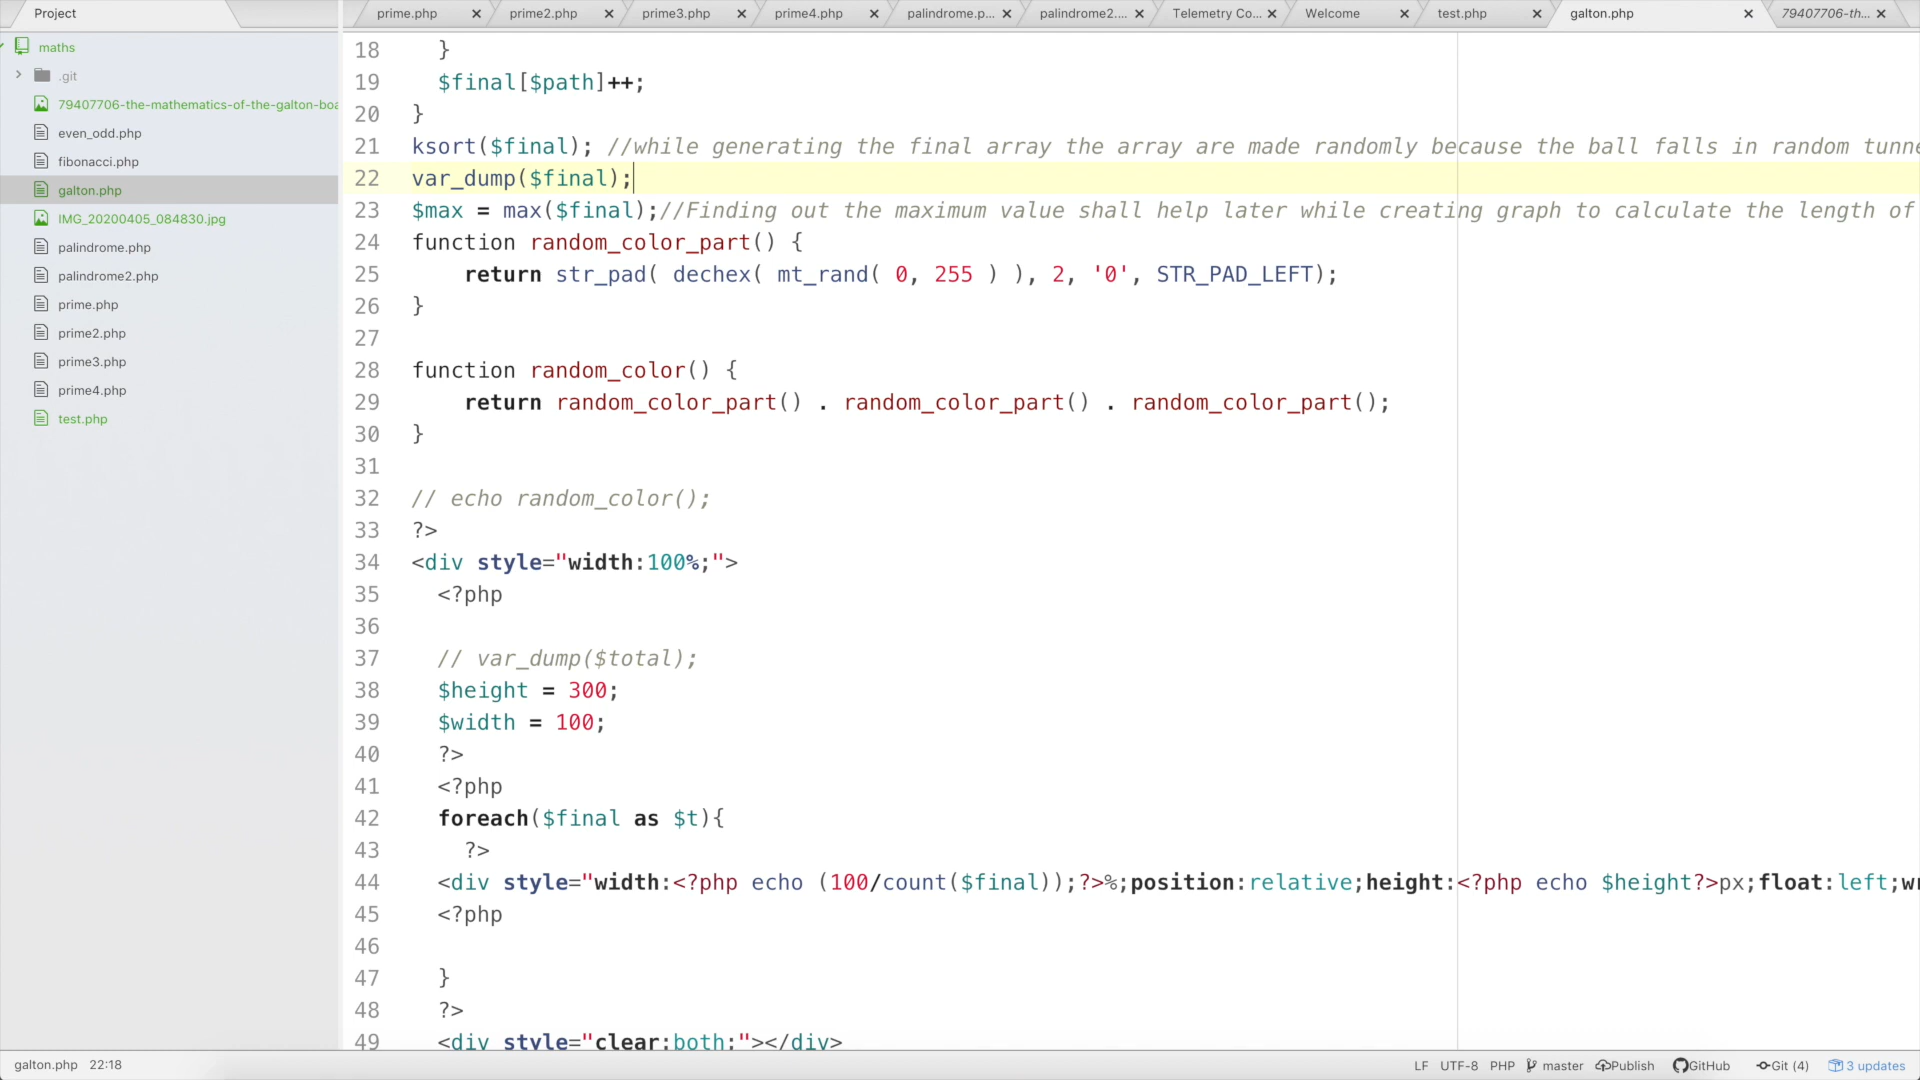 Project
prime.php
prime2.php
prime3.php
prime4.php
palindrome.p...
palindrome2....
Telemetry Co...
Welcome
test.php
galton.php
79407706-th...
maths
.git
79407706-the-mathematics-of-the-galton-boa
even_odd.php
fibonacci.php
galton.php
IMG_20200405_084830.jpg
palindrome.php
palindrome2.php
prime.php
prime2.php
prime3.php
prime4.php
test.php
18 }
19 $final[$path]++;
20 }
21 ksort($final); //while generating the final array the array are made randomly because the ball falls in random tunne
22 var_dump($final);
23 $max = max($final);//Finding out the maximum value shall help later while creating graph to calculate the length of
24 function random_color_part() {
25 return str_pad( dechex( mt_rand( 0, 255 ) ), 2, '0', STR_PAD_LEFT);
26 }
27
28 function random_color() {
29 return random_color_part() . random_color_part() . random_color_part();
30 }
31
32 // echo random_color();
33 ?>
34 <div style="width:100%;">
35 <?php
36
37 // var_dump($total);
38 $height = 300;
39 $width = 100;
40 ?>
41 <?php
42 foreach($final as $t){
43 ?>
44 <div style="width:<?php echo (100/count($final));?>%;position:relative;height:<?php echo $height?>px;float:left;wr
45 <?php
46
47 }
48 ?>
49 <div style="clear:both;"></div>
galton.php 22:18
LF UTF-8 PHP master Publish GitHub Git (4) 3 updates